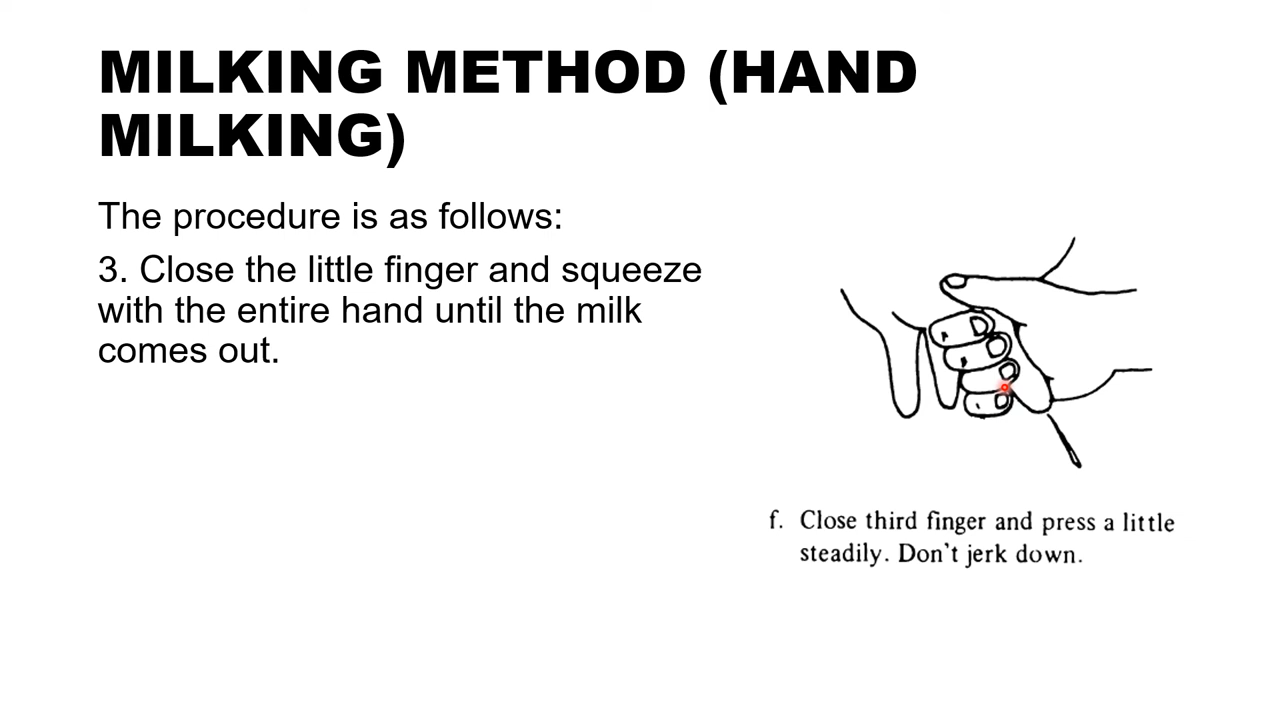 MILKING METHOD (HAND
MILKING)
The procedure is as follows:
3. Close the little finger and squeeze
with the entire hand until the milk
comes out.
f. Close third finger and press a little
steadily. Don't jerk down.